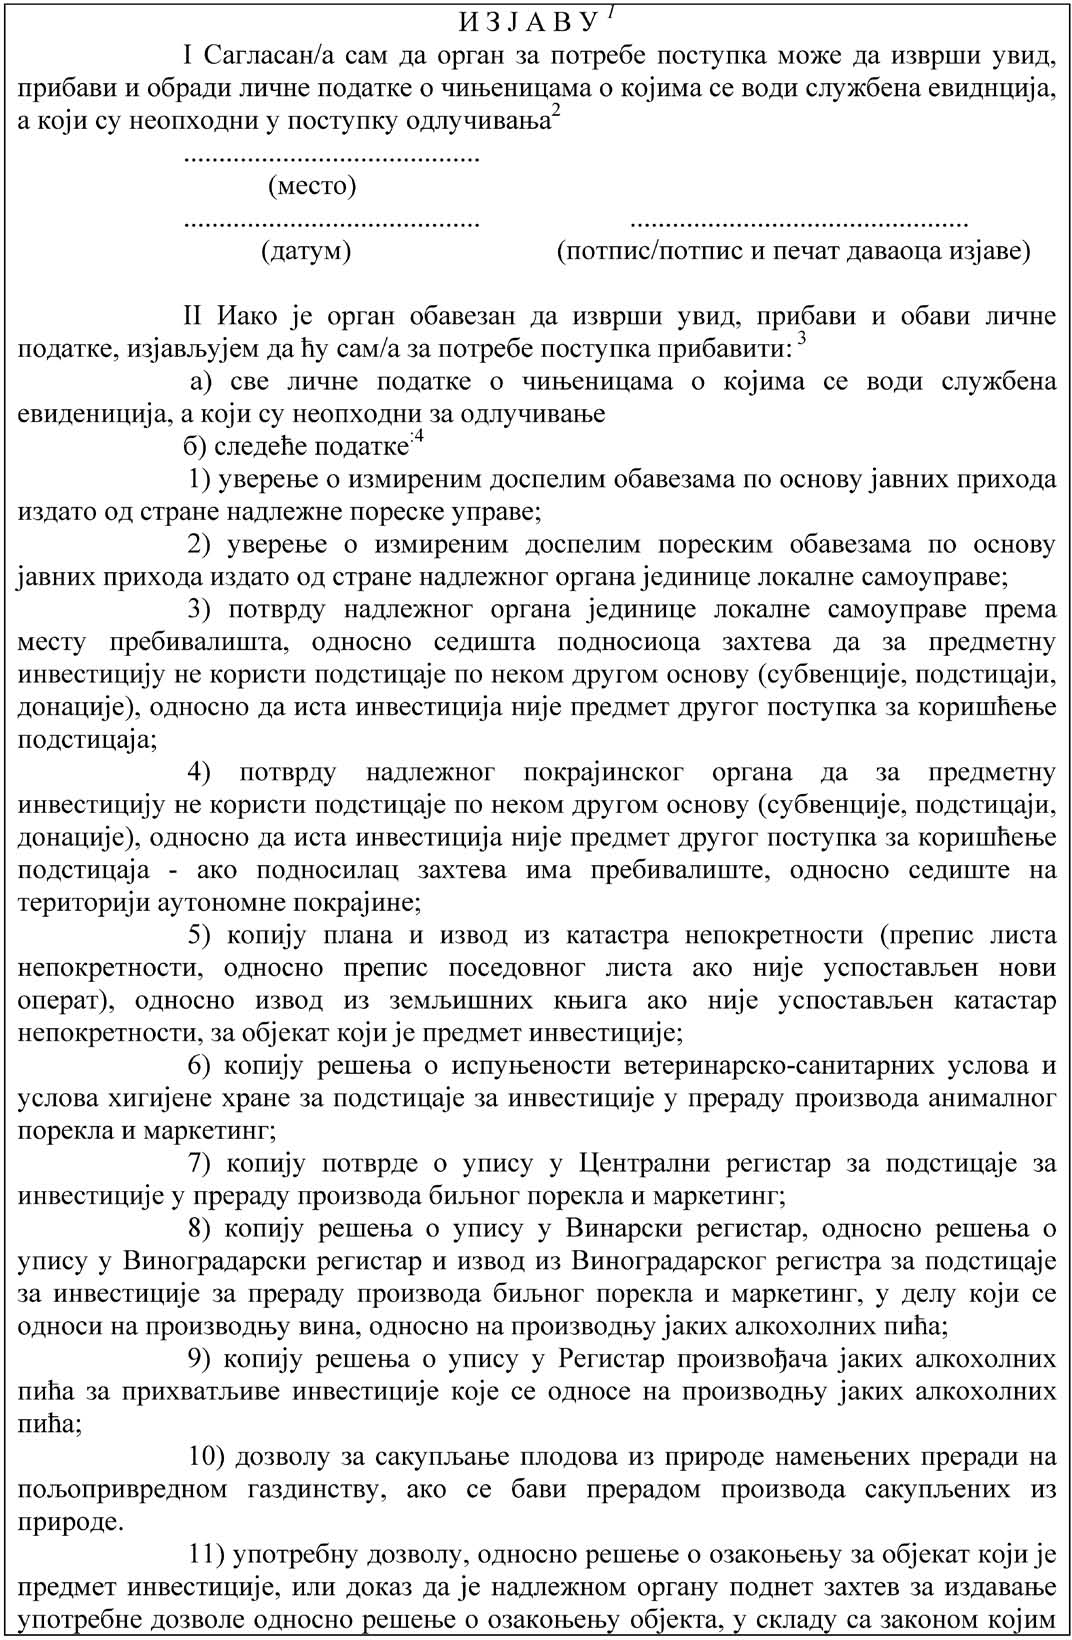 И З Ј А В У 1
I Сагласан/а сам да орган за потребе поступка може да изврши увид,
прибави и обради личне податке о чињеницама о којима се води службена евиднција,
а који су неопходни у поступку одлучивања2
..........................................
(место)
.......................................... ................................................
(датум) (потпис/потпис и печат даваоца изјаве)
II Иако је орган обавезан да изврши увид, прибави и обави личне
податке, изјављујем да ћу сам/а за потребе поступка прибавити: 3
а) све личне податке о чињеницама о којима се води службена
евидениција, а који су неопходни за одлучивање
б) следеће податке:4
1) уверење о измиреним доспелим обавезама по основу јавних прихода
издато од стране надлежне пореске управе;
2) уверење о измиреним доспелим пореским обавезама по основу
јавних прихода издато од стране надлежног органа јединице локалне самоуправе;
3) потврду надлежног органа јединице локалне самоуправе према
месту пребивалишта, односно седишта подносиоца захтева да за предметну
инвестицију не користи подстицаје по неком другом основу (субвенције, подстицаји,
донације), односно да иста инвестиција није предмет другог поступка за коришћење
подстицаја;
4) потврду надлежног покрајинског органа да за предметну
инвестицију не користи подстицаје по неком другом основу (субвенције, подстицаји,
донације), односно да иста инвестиција није предмет другог поступка за коришћење
подстицаја - ако подносилац захтева има пребивалиште, односно седиште на
територији аутономне покрајине;
5) копију плана и извод из катастра непокретности (препис листа
непокретности, односно препис поседовног листа ако није успостављен нови
операт), односно извод из земљишних књига ако није успостављен катастар
непокретности, за објекат који је предмет инвестиције;
6) копију решења о испуњености ветеринарско-санитарних услова и
услова хигијене хране за подстицаје за инвестиције у прераду производа анималног
порекла и маркетинг;
7) копију потврде о упису у Централни регистар за подстицаје за
инвестиције у прераду производа биљног порекла и маркетинг;
8) копију решења о упису у Винарски регистар, односно решења о
упису у Виноградарски регистар и извод из Виноградарског регистра за подстицаје
за инвестиције за прераду производа биљног порекла и маркетинг, у делу који се
односи на производњу вина, односно на производњу јаких алкохолних пића;
9) копију решења о упису у Регистар произвођача јаких алкохолних
пића за прихватљиве инвестиције које се односе на производњу јаких алкохолних
пића;
10) дозволу за сакупљање плодова из природе намењених преради на
пољопривредном газдинству, ако се бави прерадом производа сакупљених из
природе.
11) употребну дозволу, односно решење о озакоњењу за објекат који је
предмет инвестиције, или доказ да је надлежном органу поднет захтев за издавање
употребне дозволе односно решење о озакоњењу објекта, у складу са законом којим